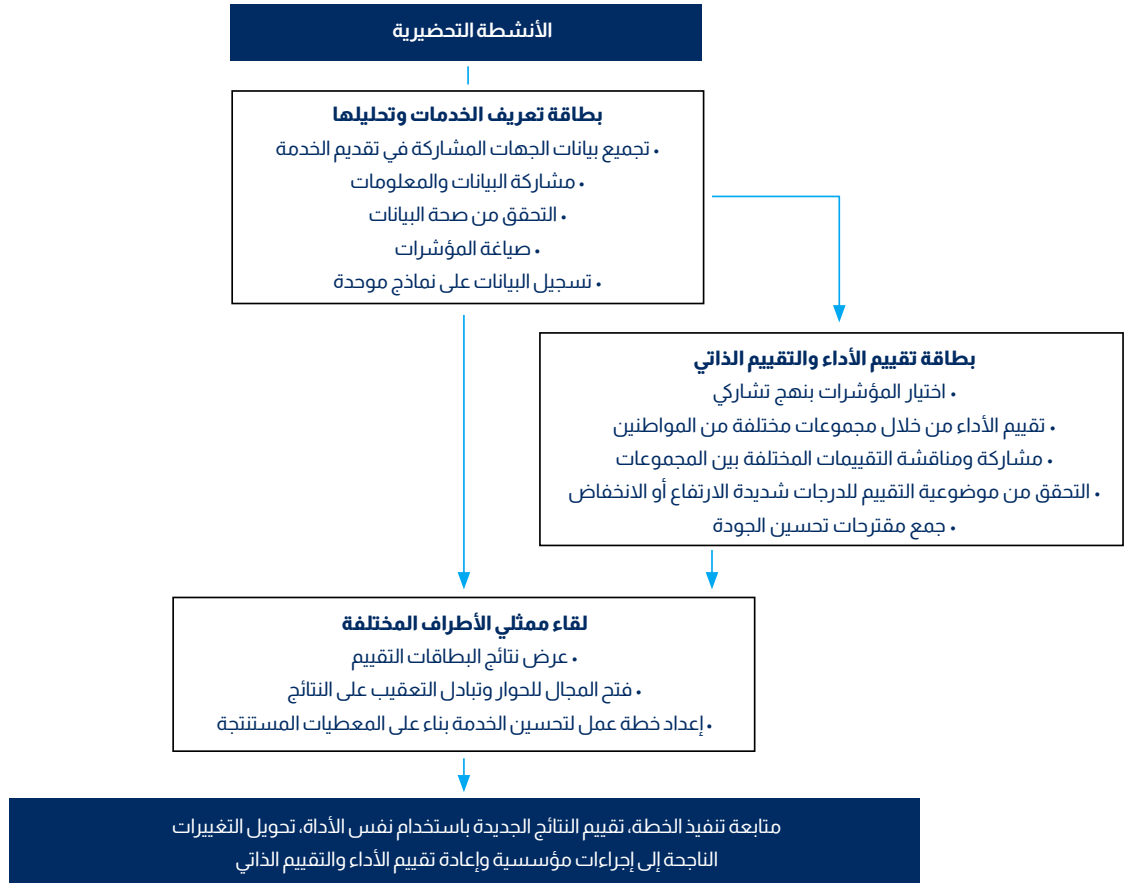 الأنشطة التحضيرية
بطاقة تعريف الخدمات وتحليلها
• تجميع بيانات الجهات المشاركة في تقديم الخدمة
• مشاركة البيانات والمعلومات
• التحقق من صحة البيانات
• صياغة المؤشرات
• تسجيل البيانات على نماذج موحدة
بطاقة تقييم الأداء والتقييم الذاتي
• اختيار المؤشرات بنهج تشاركي
• تقييم الأداء من خلال مجموعات مختلفة من المواطنين
• مشاركة ومناقشة التقييمات المختلفة بين المجموعات
• التحقق من موضوعية التقييم للدرجات شديدة الارتفاع أو الانخفاض
• جمع مقترحات تحسين الجودة
لقاء ممثلي الأطراف المختلفة
• عرض نتائج البطاقات التقييم
• فتح المجال للحوار وتبادل التعقيب على النتائج
• إعداد خطة عمل لتحسين الخدمة بناء على المعطيات المستنتجة
متابعة تنفيذ الخطة، تقييم النتائج الجديدة باستخدام نفس الأداة، تحويل التغييرات
الناجحة إلى إجراءات مؤسسية وإعادة تقييم الأداء والتقييم الذاتي